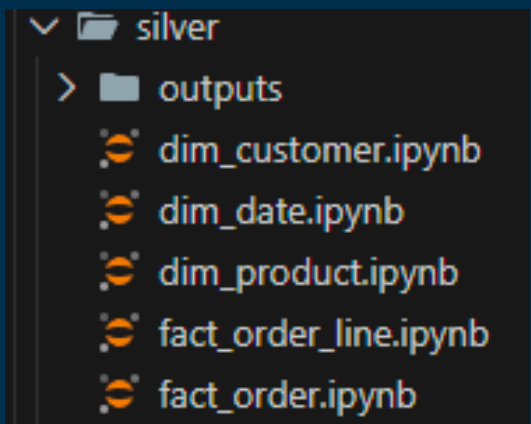 silver
outputs
dim_customer.ipynb
dim_date.ipynb
dim_product.ipynb
fact_order_line.ipynb
fact_order.ipynb